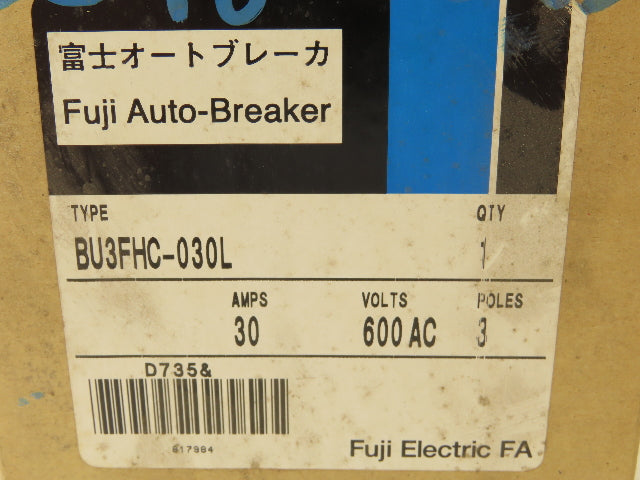 富士オートブレーカ
Fuji Auto-Breaker
TYPE QTY
BU3FHC-030L 1
AMPS VOLTS POLES
30 600 AC 3
D735&
617984
Fuji Electric FA